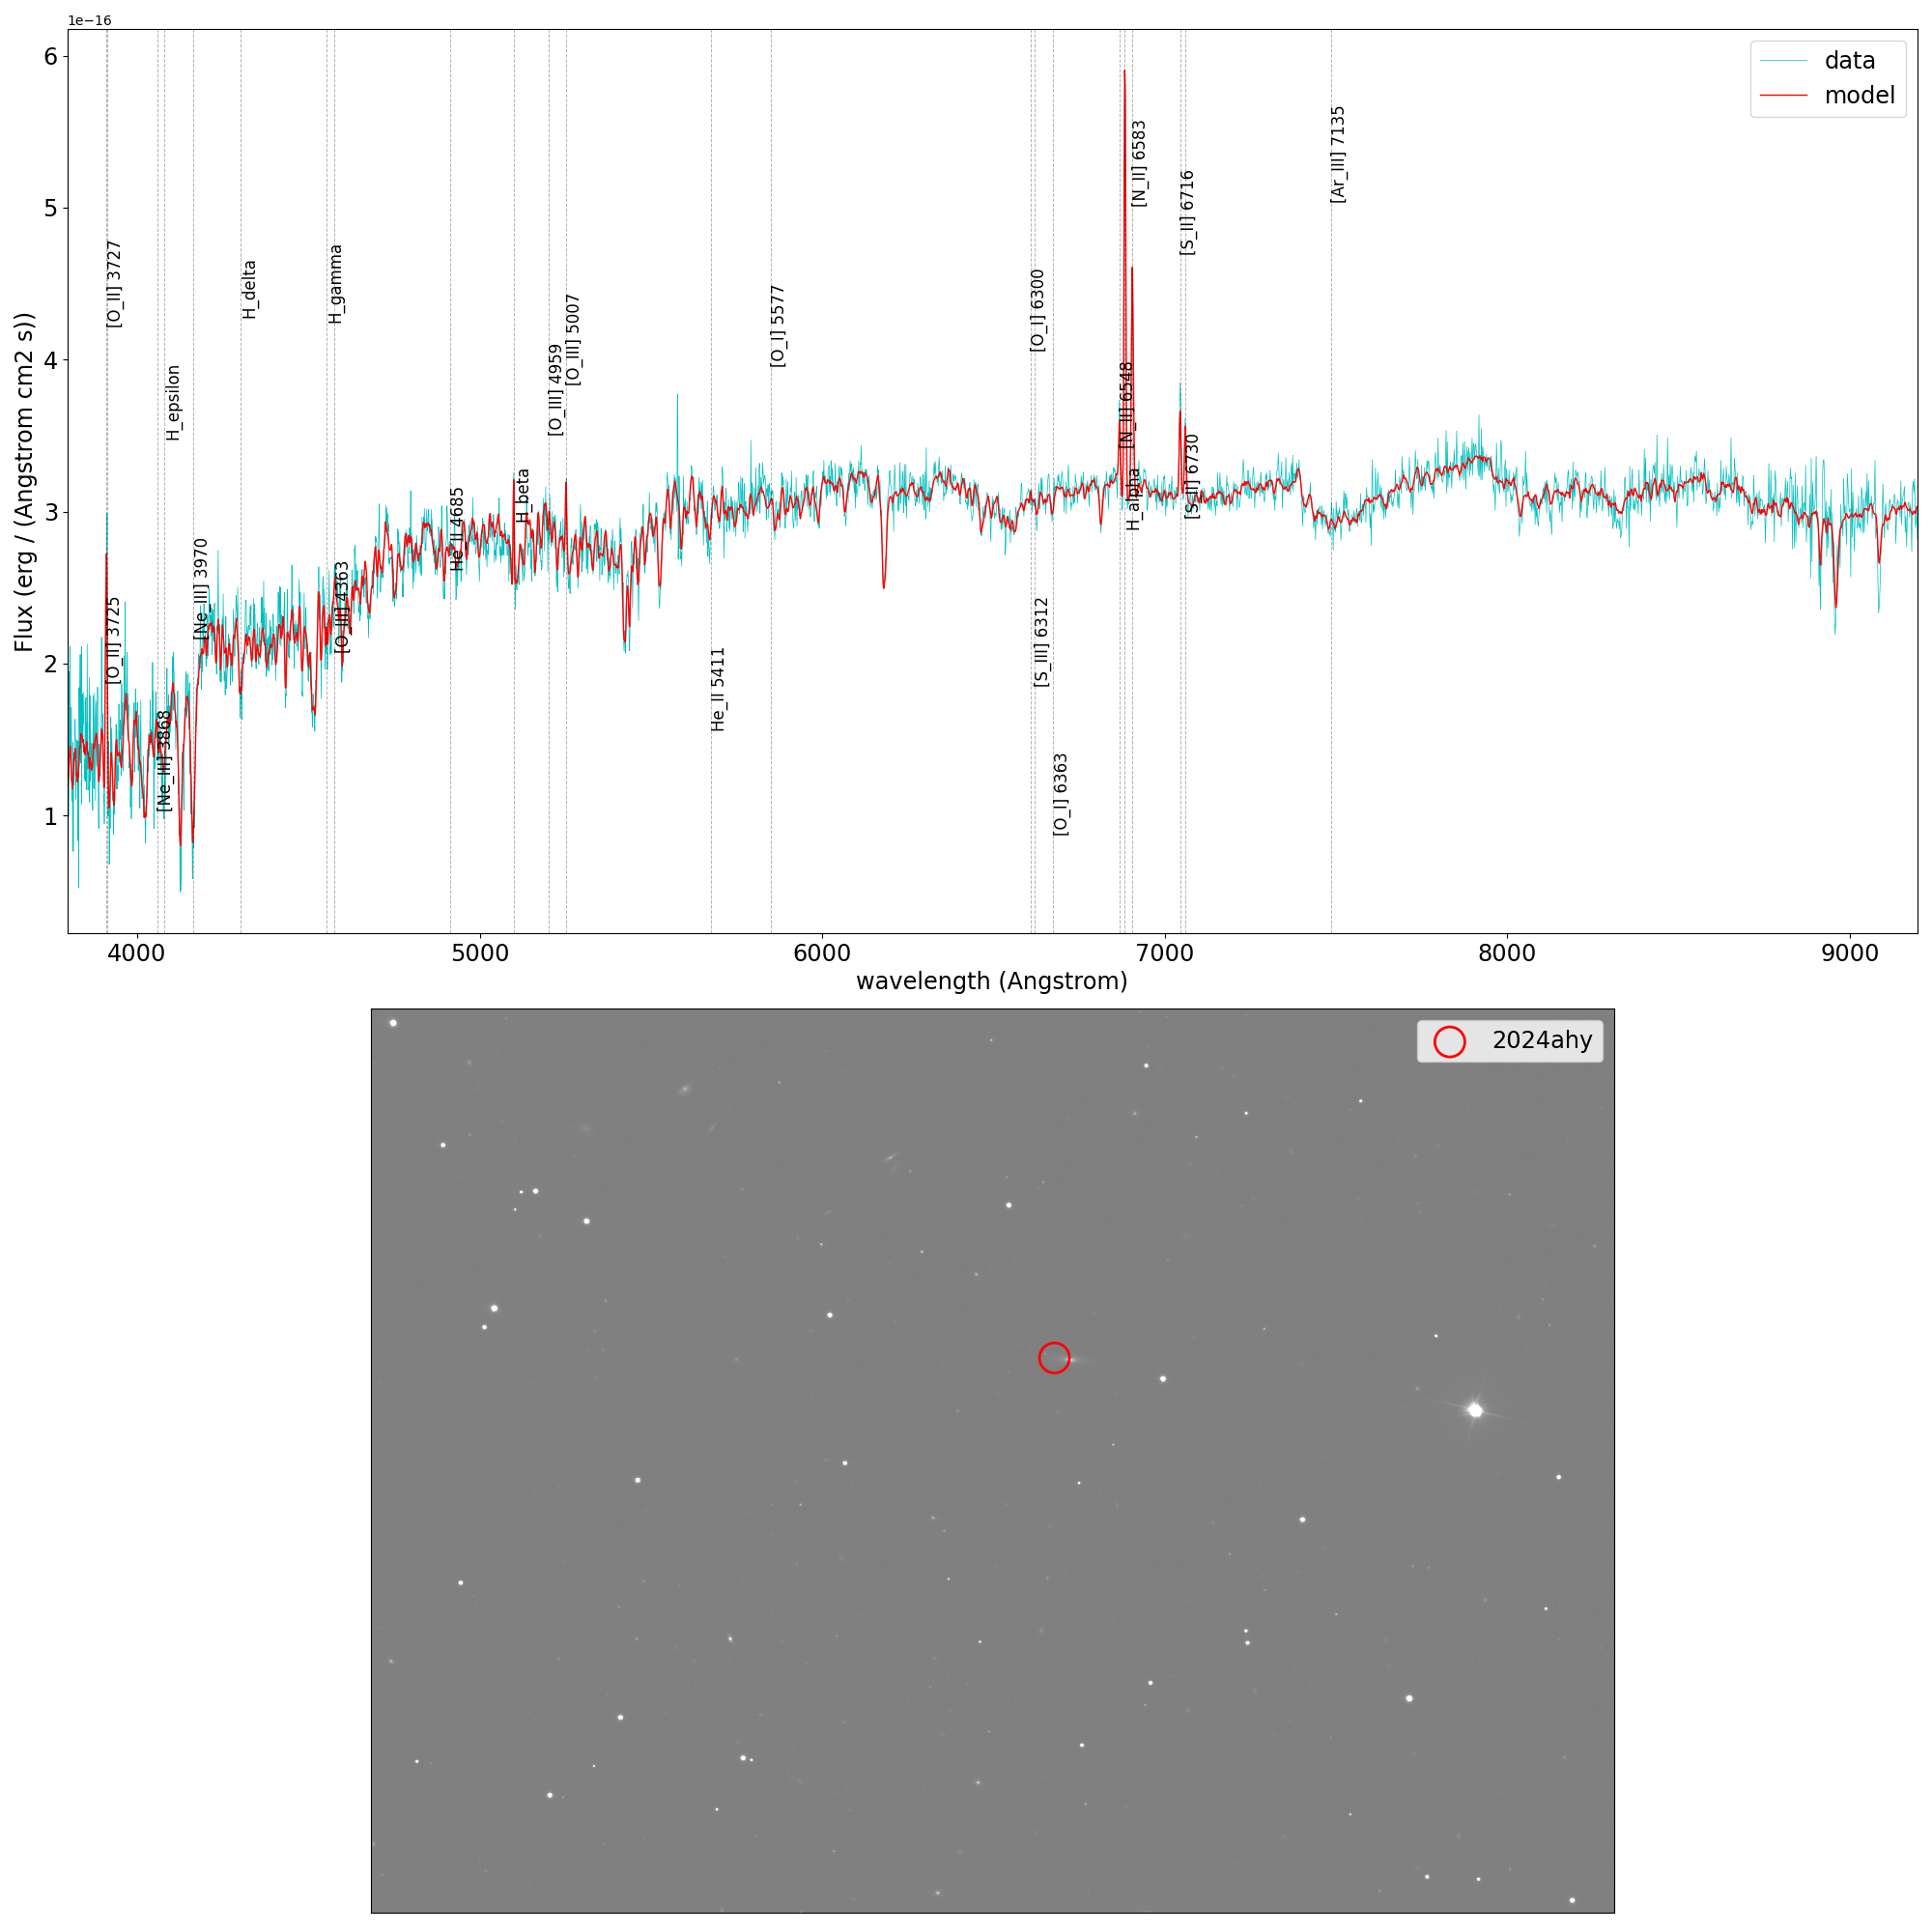 1e−16
data
model
6
5
4
3
2
1
Flux (erg / (Angstrom cm2 s))
[O_II] 3727
[O_II] 3725
[Ne_III] 3868
H_epsilon
[Ne_III] 3970
H_delta
H_gamma
[O_III] 4363
He_II 4685
H_beta
[O_III] 4959
[O_III] 5007
He_II 5411
[O_I] 5577
[O_I] 6300
[S_III] 6312
[O_I] 6363
[N_II] 6548
H_alpha
[N_II] 6583
[S_II] 6716
[S_II] 6730
[Ar_III] 7135
4000
5000
6000
7000
8000
9000
wavelength (Angstrom)
2024ahy